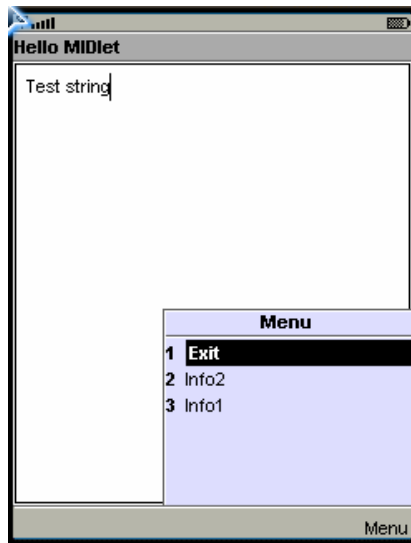 Hello MIDlet
Test string
Menu
1 Exit
2 Info2
3 Info1
Menu